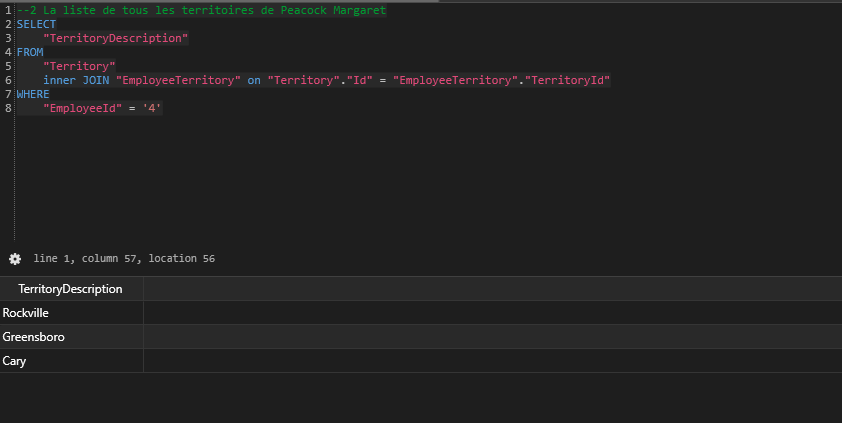 1 --2 La liste de tous les territoires de Peacock Margaret
2 SELECT
3 "TerritoryDescription"
4 FROM
5 "Territory"
6 inner JOIN "EmployeeTerritory" on "Territory"."Id" = "EmployeeTerritory"."TerritoryId"
7 WHERE
8 "EmployeeId" = '4'
line 1, column 57, location 56
TerritoryDescription
Rockville
Greensboro
Cary